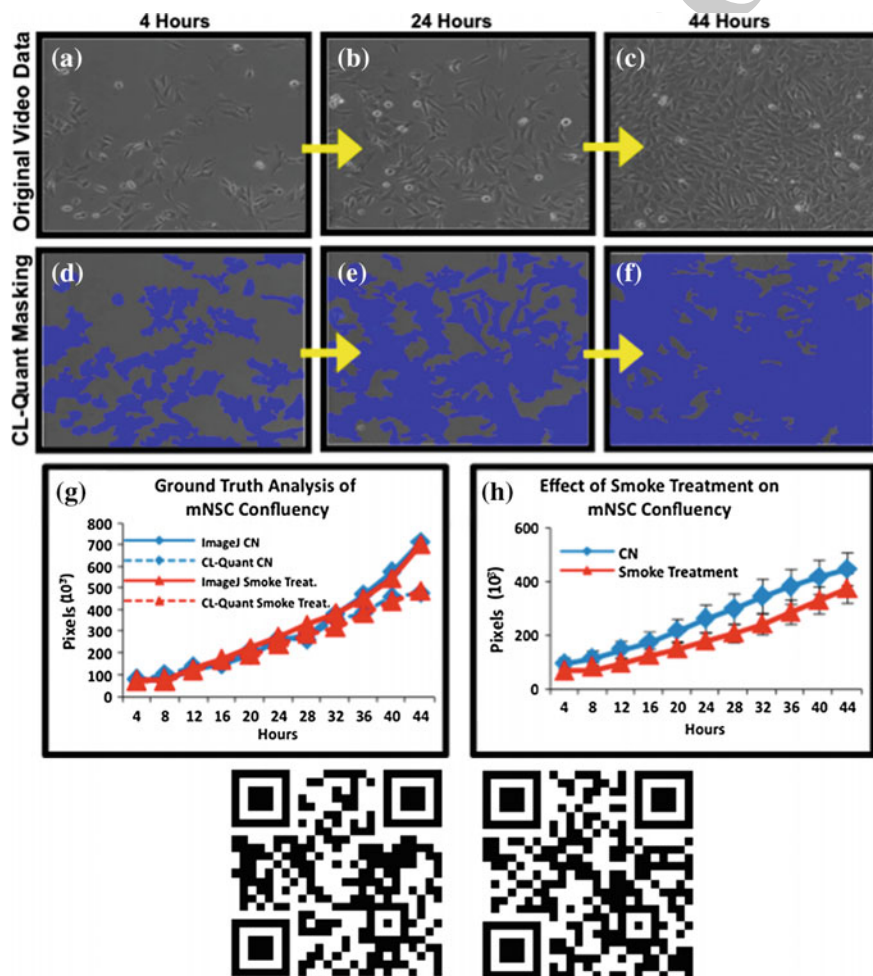 4 Hours 24 Hours 44 Hours
Original Video Data
(a) (b) (c)
CL-Quant Masking
(d) (e) (f)
(g) Ground Truth Analysis of
mNSC Confluency
800
700
600
500
400
300
200
100
0
Pixels (10³)
ImageJ CN
CL-Quant CN
ImageJ Smoke Treat.
CL-Quant Smoke Treat.
4 8 12 16 20 24 28 32 36 40 44
Hours
(h) Effect of Smoke Treatment on
mNSC Confluency
600
400
200
0
Pixels (10³)
CN
Smoke Treatment
4 8 12 16 20 24 28 32 36 40 44
Hours